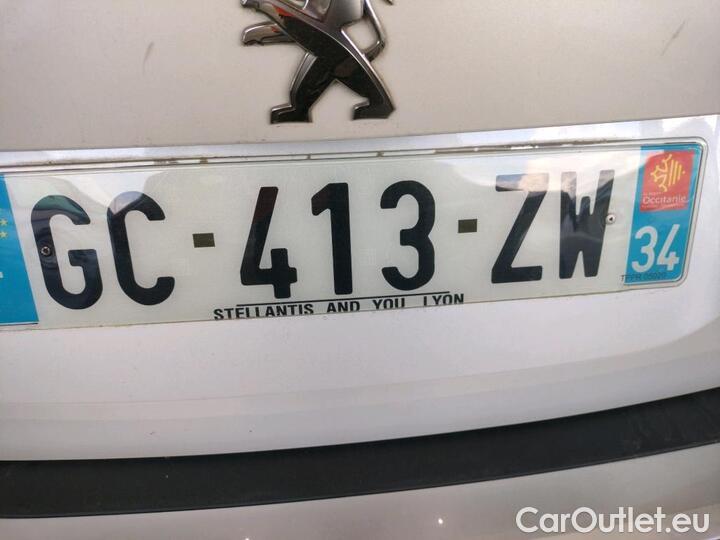 GC-413-ZW
Occitanie
34
STELLANTIS AND YOU LYON
CarOutlet.eu